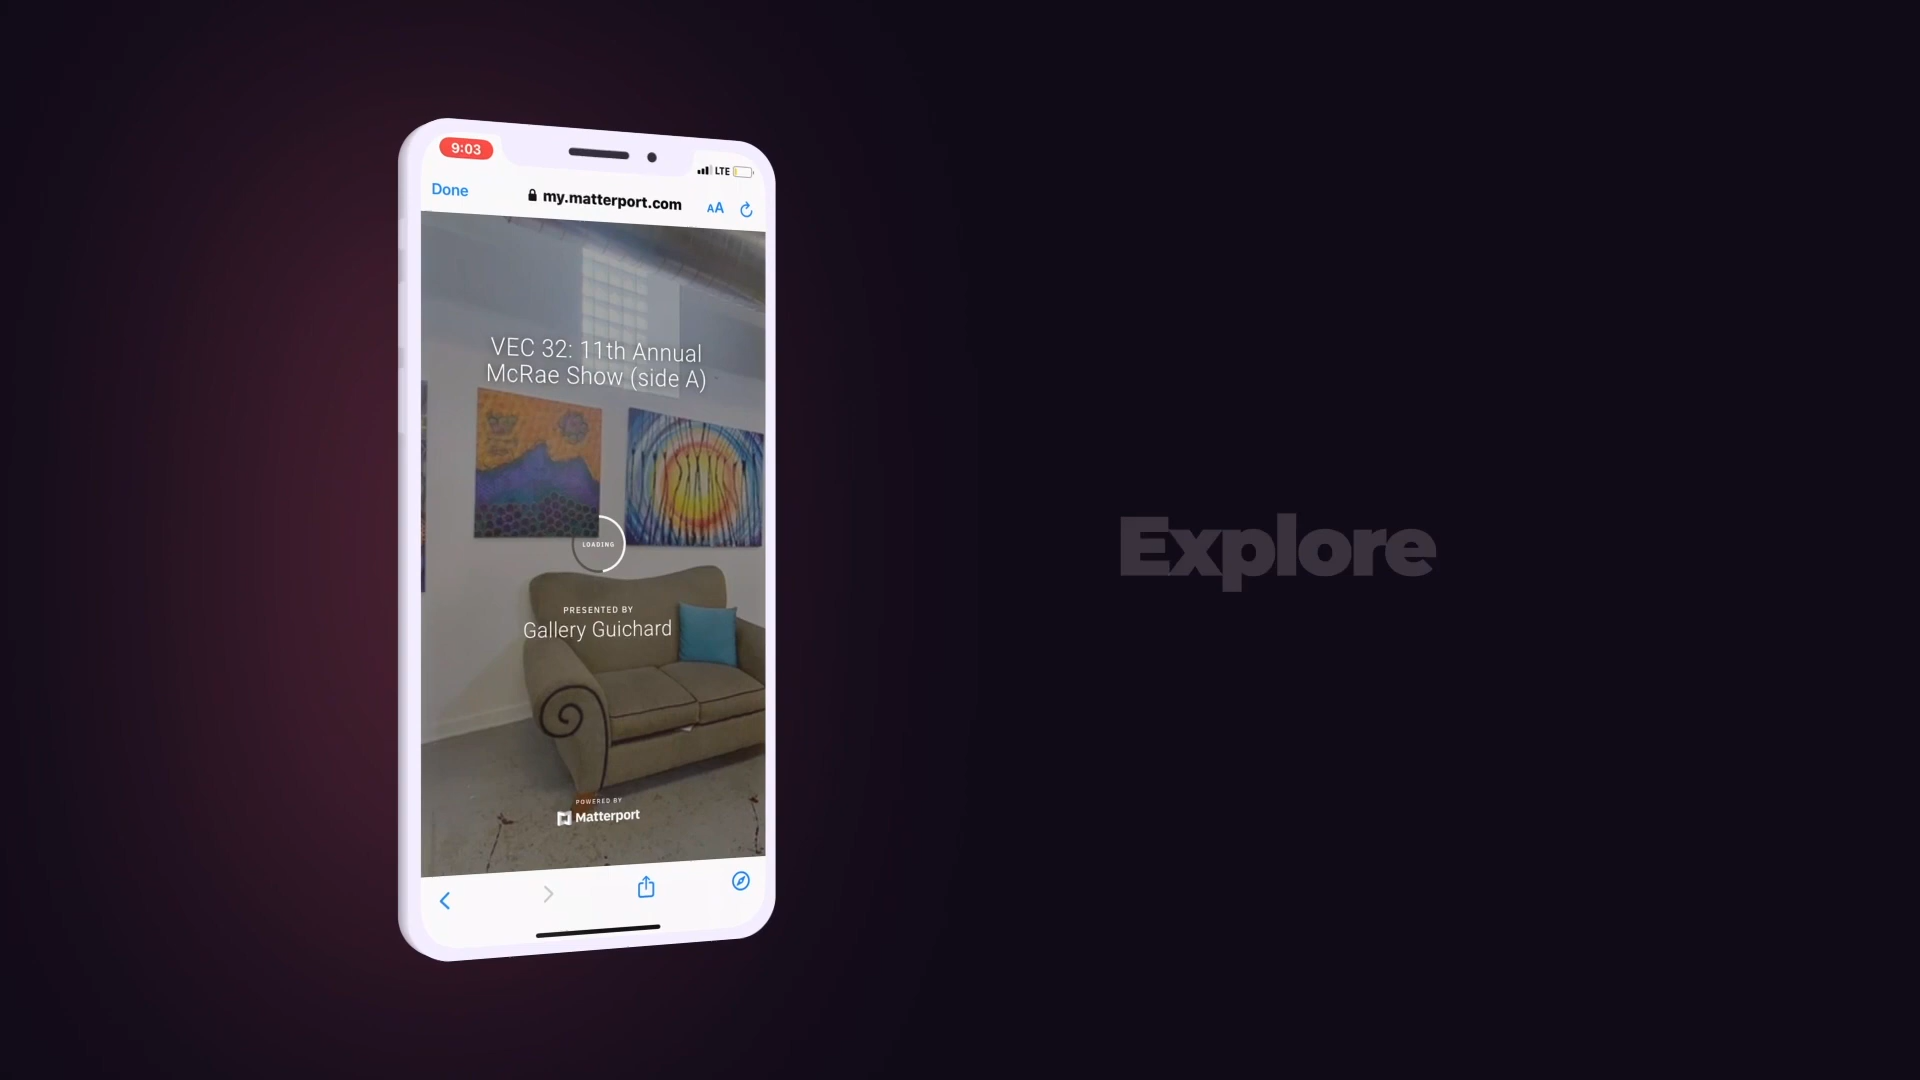 9:03
LTE
Done
my.matterport.com
AA
VEC 32: 11th Annual
McRae Show (side A)
LOADING
PRESENTED BY
Gallery Guichard
POWERED BY
Matterport
Explore